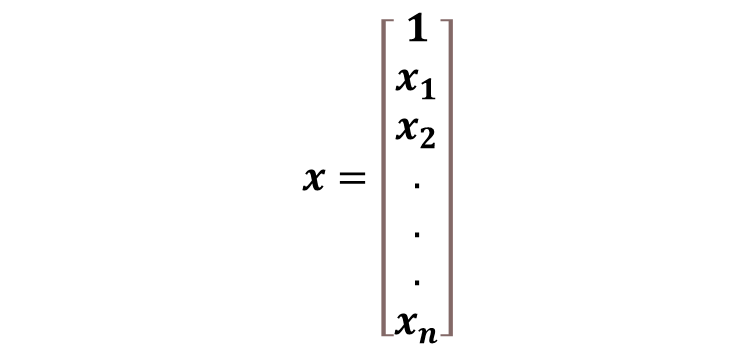 1
x₁
x₂
x =
.
.
.
xₙ